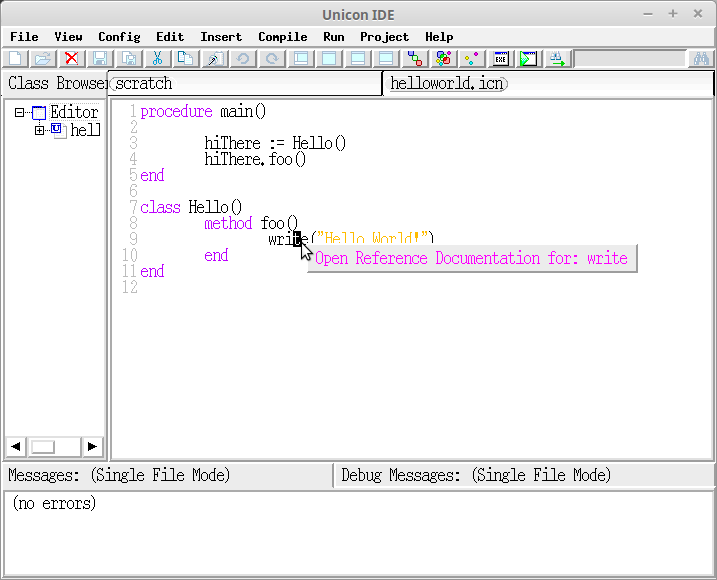 Unicon IDE
File View Config Edit Insert Compile Run Project Help
EXE
Class Browser scratch helloworld.icn
Editor
hell
1 procedure main()
2
3 hiThere := Hello()
4 hiThere.foo()
5 end
6
7 class Hello()
8 method foo()
9 write("Hello World!")
Open Reference Documentation for: write
10 end
11 end
12
Messages: (Single File Mode) Debug Messages: (Single File Mode)
(no errors)